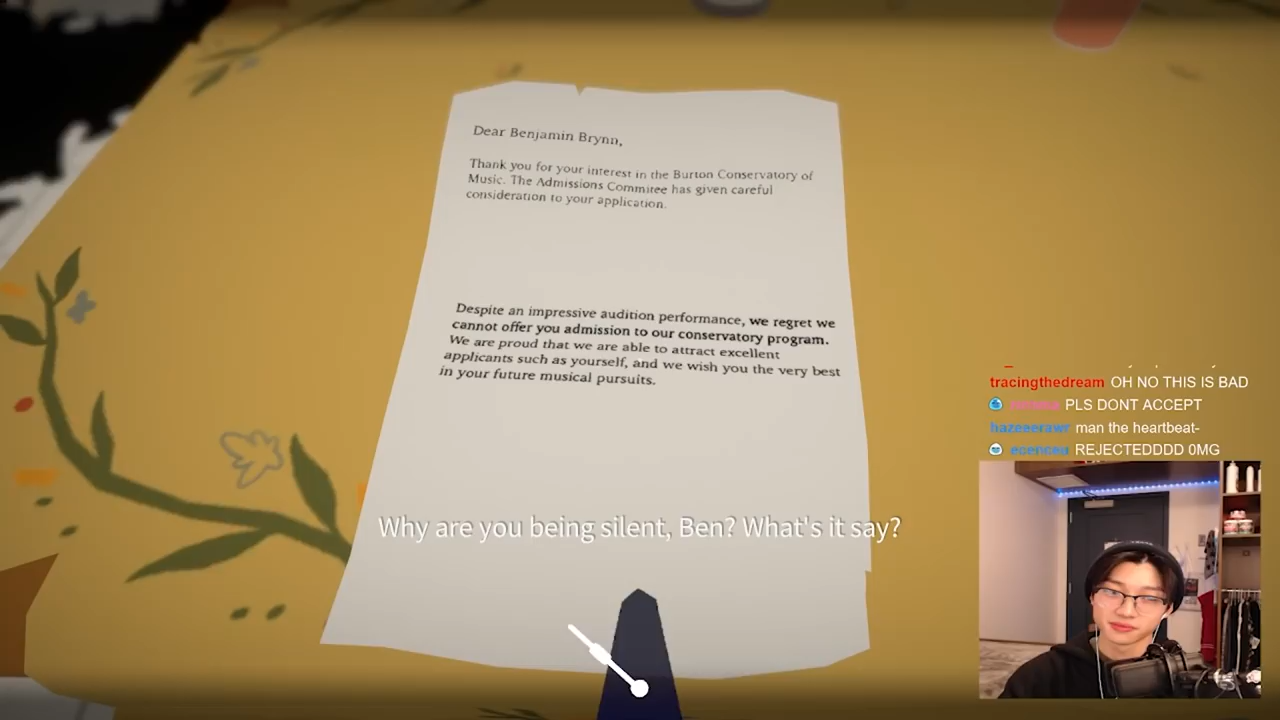 Dear Benjamin Brynn,
Thank you for your interest in the Burton Conservatory of
Music. The Admissions Commitee has given careful
consideration to your application.
Despite an impressive audition performance, we regret we
cannot offer you admission to our conservatory program.
We are proud that we are able to attract excellent
applicants such as yourself, and we wish you the very best
in your future musical pursuits.
Why are you being silent, Ben? What's it say?
tracingthedream OH NO THIS IS BAD
PLS DONT ACCEPT
hazeeerawr man the heartbeat-
REJECTEDDDD 0MG